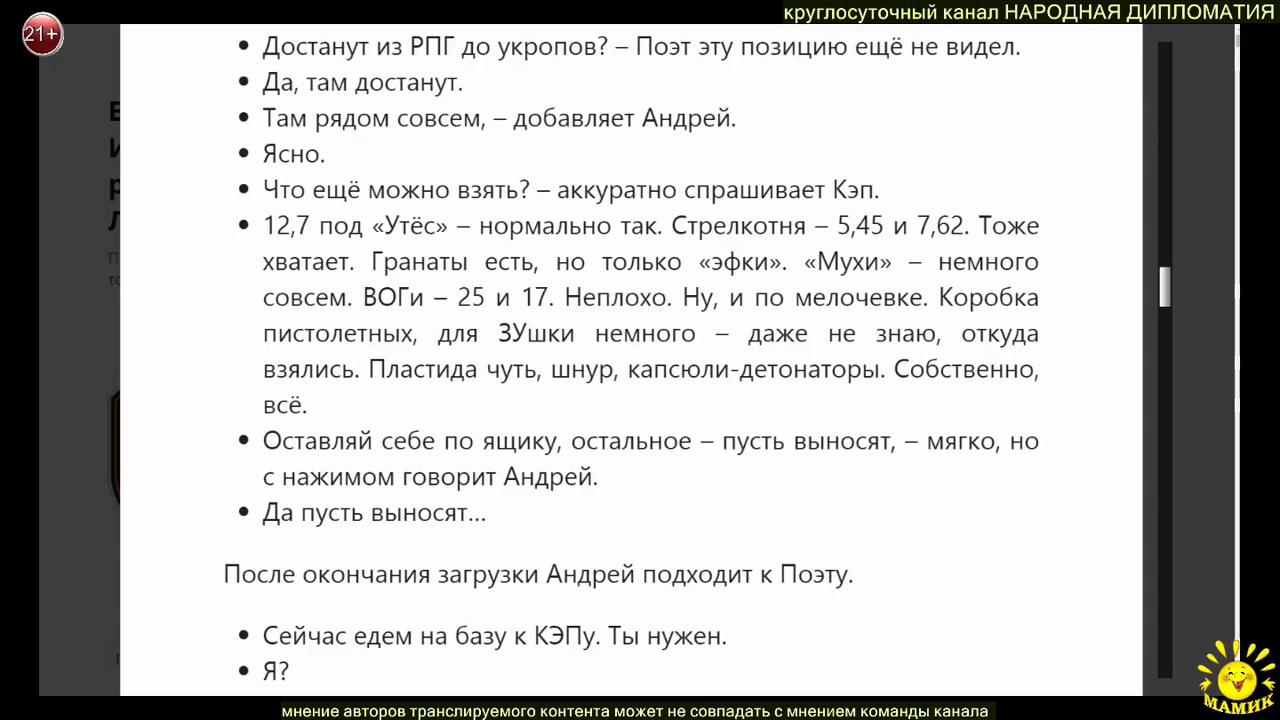 круглосуточный канал НАРОДНАЯ ДИПЛОМАТИЯ
21+
• Достанут из РПГ до укропов? – Поэт эту позицию ещё не видел.
• Да, там достанут.
• Там рядом совсем, – добавляет Андрей.
• Ясно.
• Что ещё можно взять? – аккуратно спрашивает Кэп.
• 12,7 под «Утёс» – нормально так. Стрелкотня – 5,45 и 7,62. Тоже
хватает. Гранаты есть, но только «эфки». «Мухи» – немного
совсем. ВОГи – 25 и 17. Неплохо. Ну, и по мелочевке. Коробка
пистолетных, для ЗУшки немного – даже не знаю, откуда
взялись. Пластида чуть, шнур, капсюли-детонаторы. Собственно,
всё.
• Оставляй себе по ящику, остальное – пусть выносят, – мягко, но
с нажимом говорит Андрей.
• Да пусть выносят...
После окончания загрузки Андрей подходит к Поэту.
• Сейчас едем на базу к КЭПу. Ты нужен.
• Я?
МАМИК
мнение авторов транслируемого контента может не совпадать с мнением команды канала